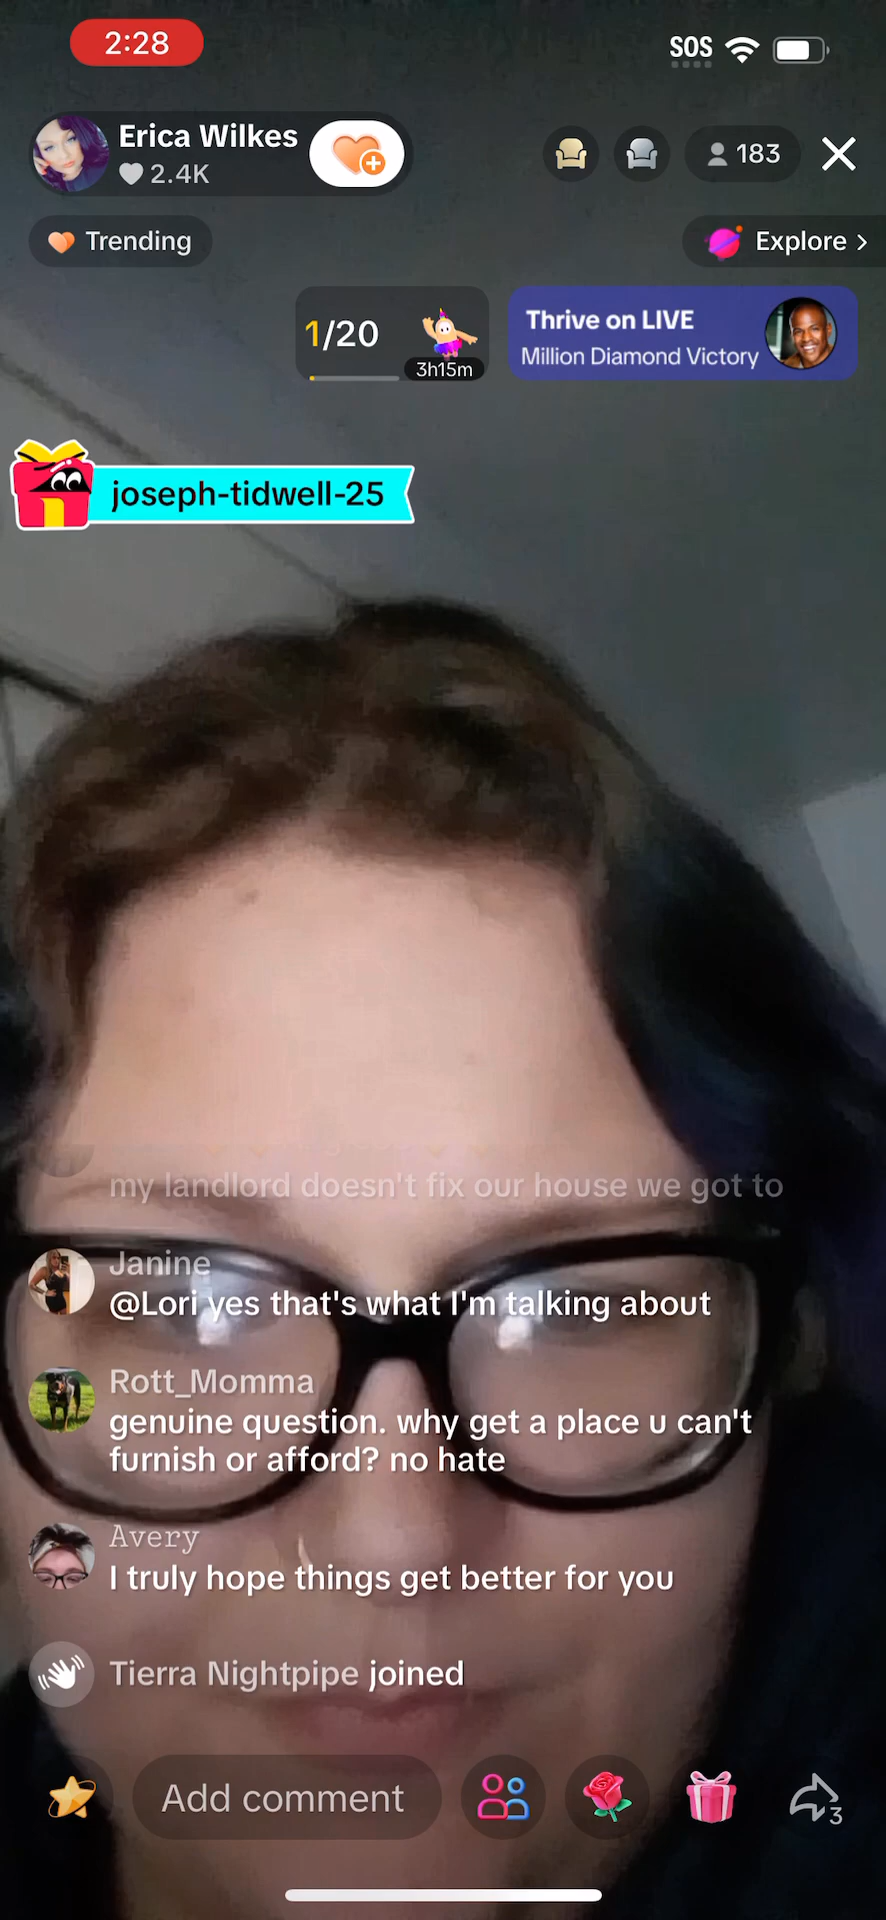 2:28
SOS
Erica Wilkes
2.4K
183
Trending
Explore >
1/20
3h15m
Thrive on LIVE
Million Diamond Victory
joseph-tidwell-25
my landlord doesn't fix our house we got to
Janine
@Lori yes that's what I'm talking about
Rott_Momma
genuine question. why get a place u can't
furnish or afford? no hate
Avery
I truly hope things get better for you
Tierra Nightpipe joined
Add comment
3